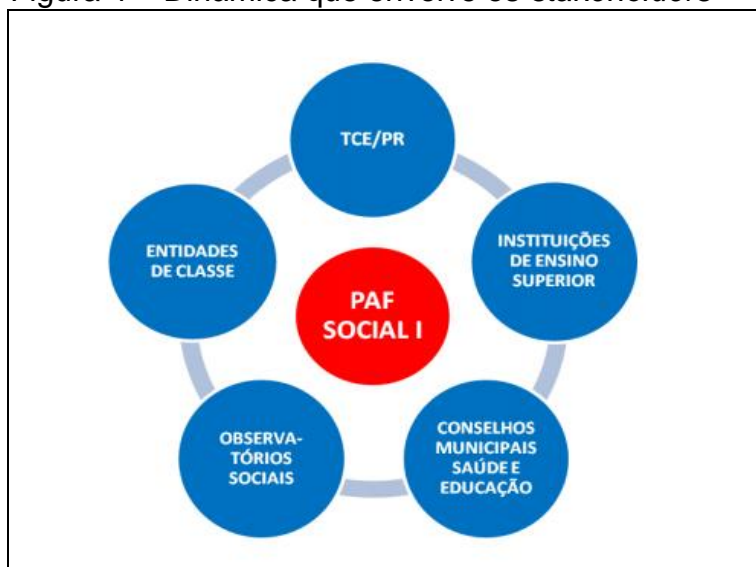 TCE/PR
INSTITUIÇÕES
DE ENSINO
SUPERIOR
CONSELHOS
MUNICIPAIS
SAÚDE E
EDUCAÇÃO
OBSERVA-
TÓRIOS
SOCIAIS
ENTIDADES
DE CLASSE
PAF
SOCIAL I